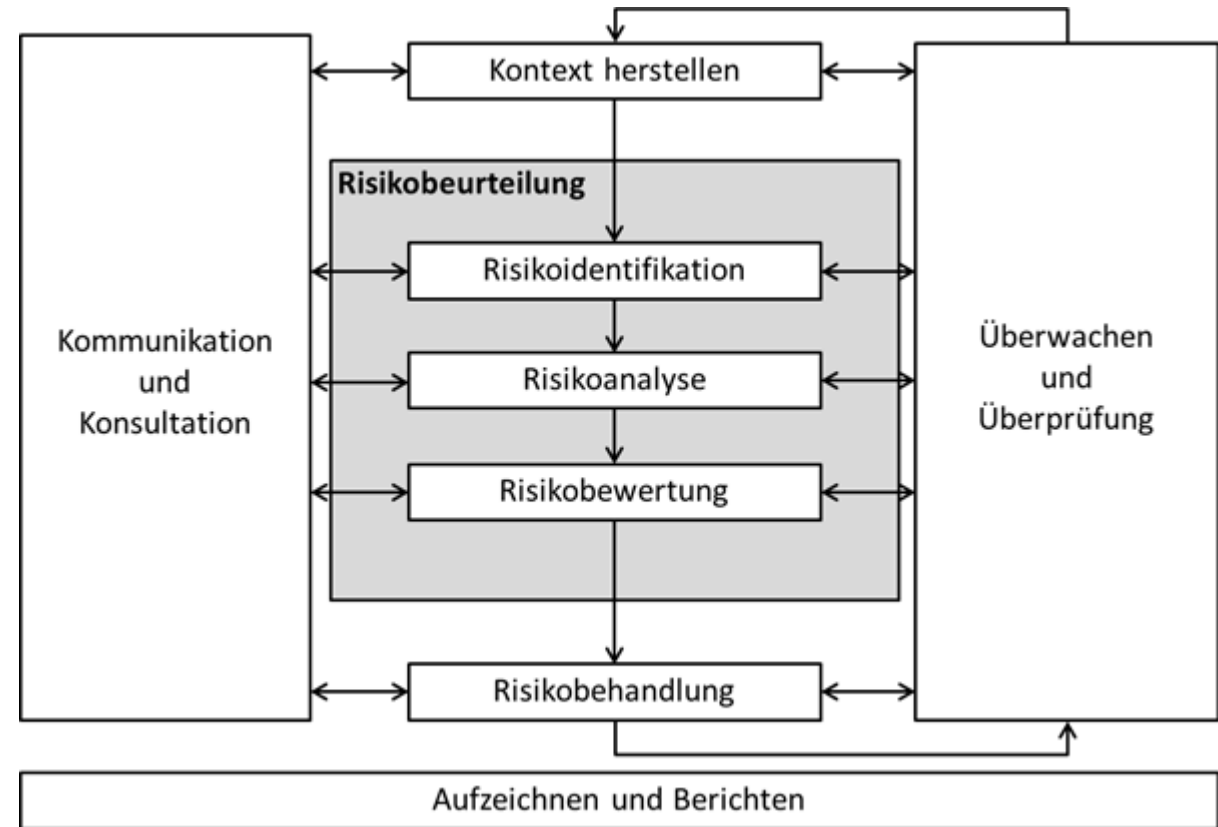 Kontext herstellen
Risikobeurteilung
Risikoidentifikation
Risikoanalyse
Risikobewertung
Risikobehandlung
Kommunikation
und
Konsultation
Überwachen
und
Überprüfung
Aufzeichnen und Berichten